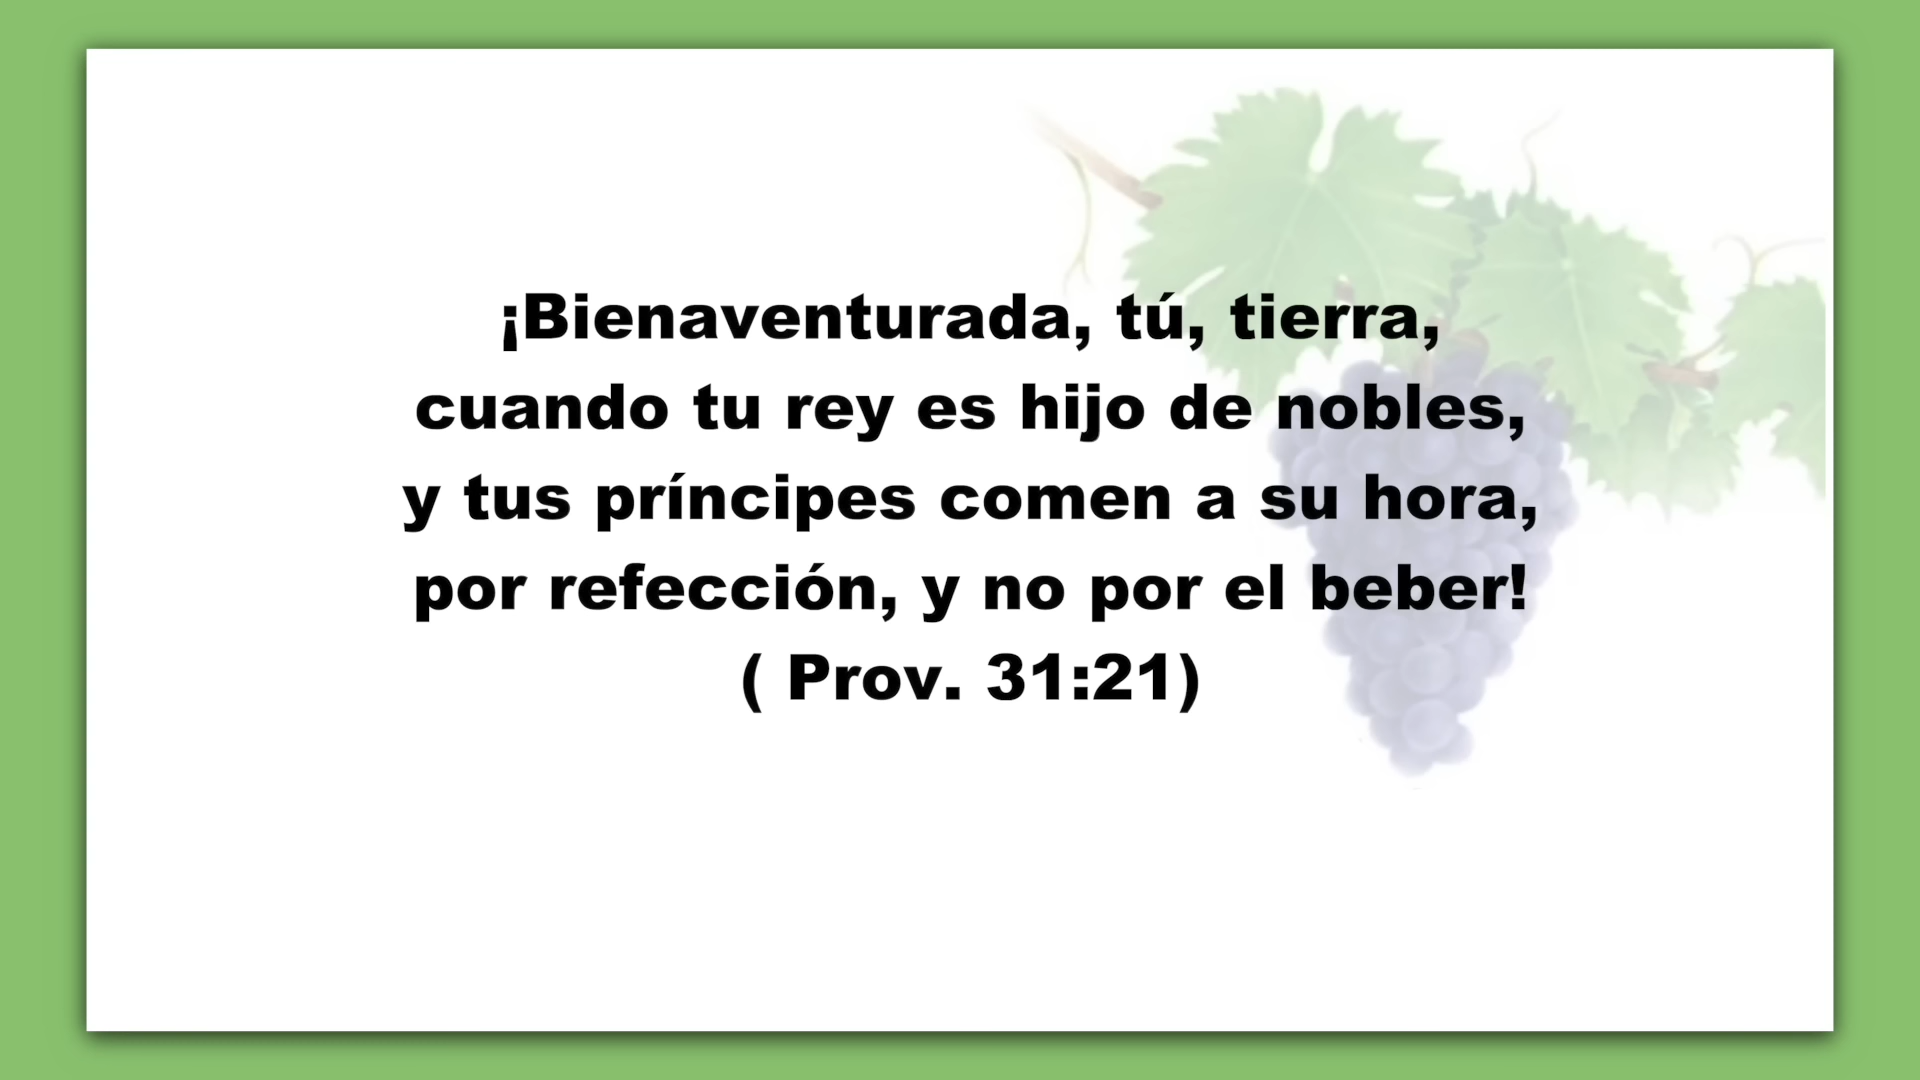 ¡Bienaventurada, tú, tierra,
cuando tu rey es hijo de nobles,
y tus príncipes comen a su hora,
por refección, y no por el beber!
( Prov. 31:21)